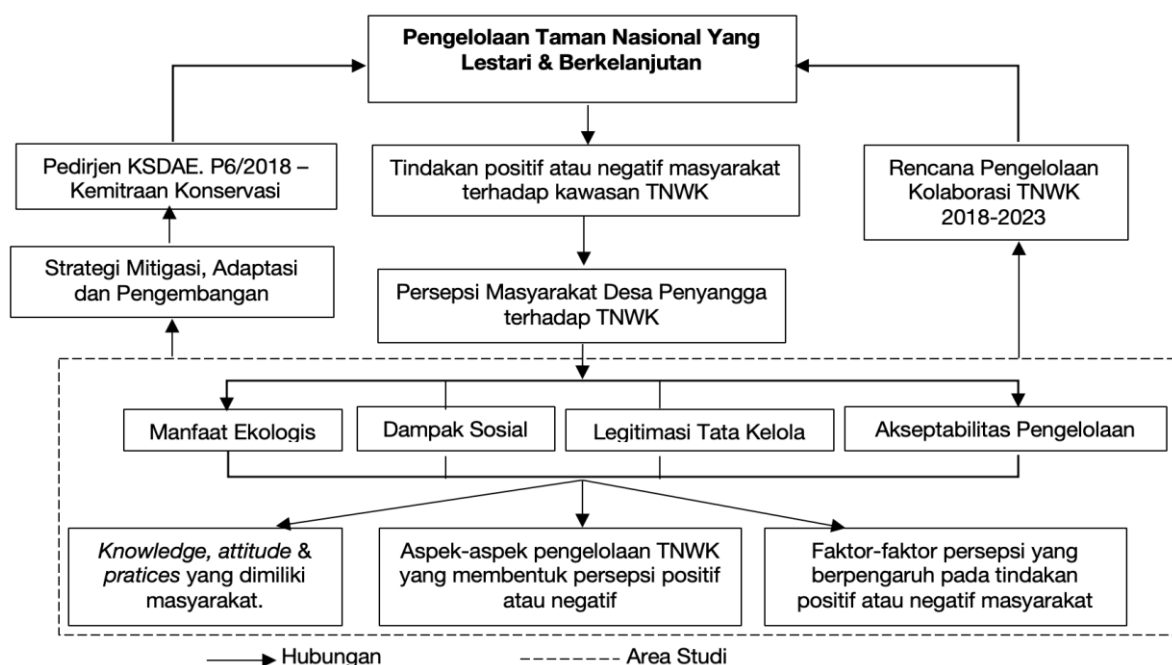 Pengelolaan Taman Nasional Yang
Lestari & Berkelanjutan
Pedirjen KSDAE. P6/2018 –
Kemitraan Konservasi
Tindakan positif atau negatif masyarakat
terhadap kawasan TNWK
Rencana Pengelolaan
Kolaborasi TNWK
2018-2023
Strategi Mitigasi, Adaptasi
dan Pengembangan
Persepsi Masyarakat Desa Penyangga
terhadap TNWK
Manfaat Ekologis
Dampak Sosial
Legitimasi Tata Kelola
Akseptabilitas Pengelolaan
Knowledge, attitude &
pratices yang dimiliki
masyarakat.
Aspek-aspek pengelolaan TNWK
yang membentuk persepsi positif
atau negatif
Faktor-faktor persepsi yang
berpengaruh pada tindakan
positif atau negatif masyarakat
Hubungan
Area Studi